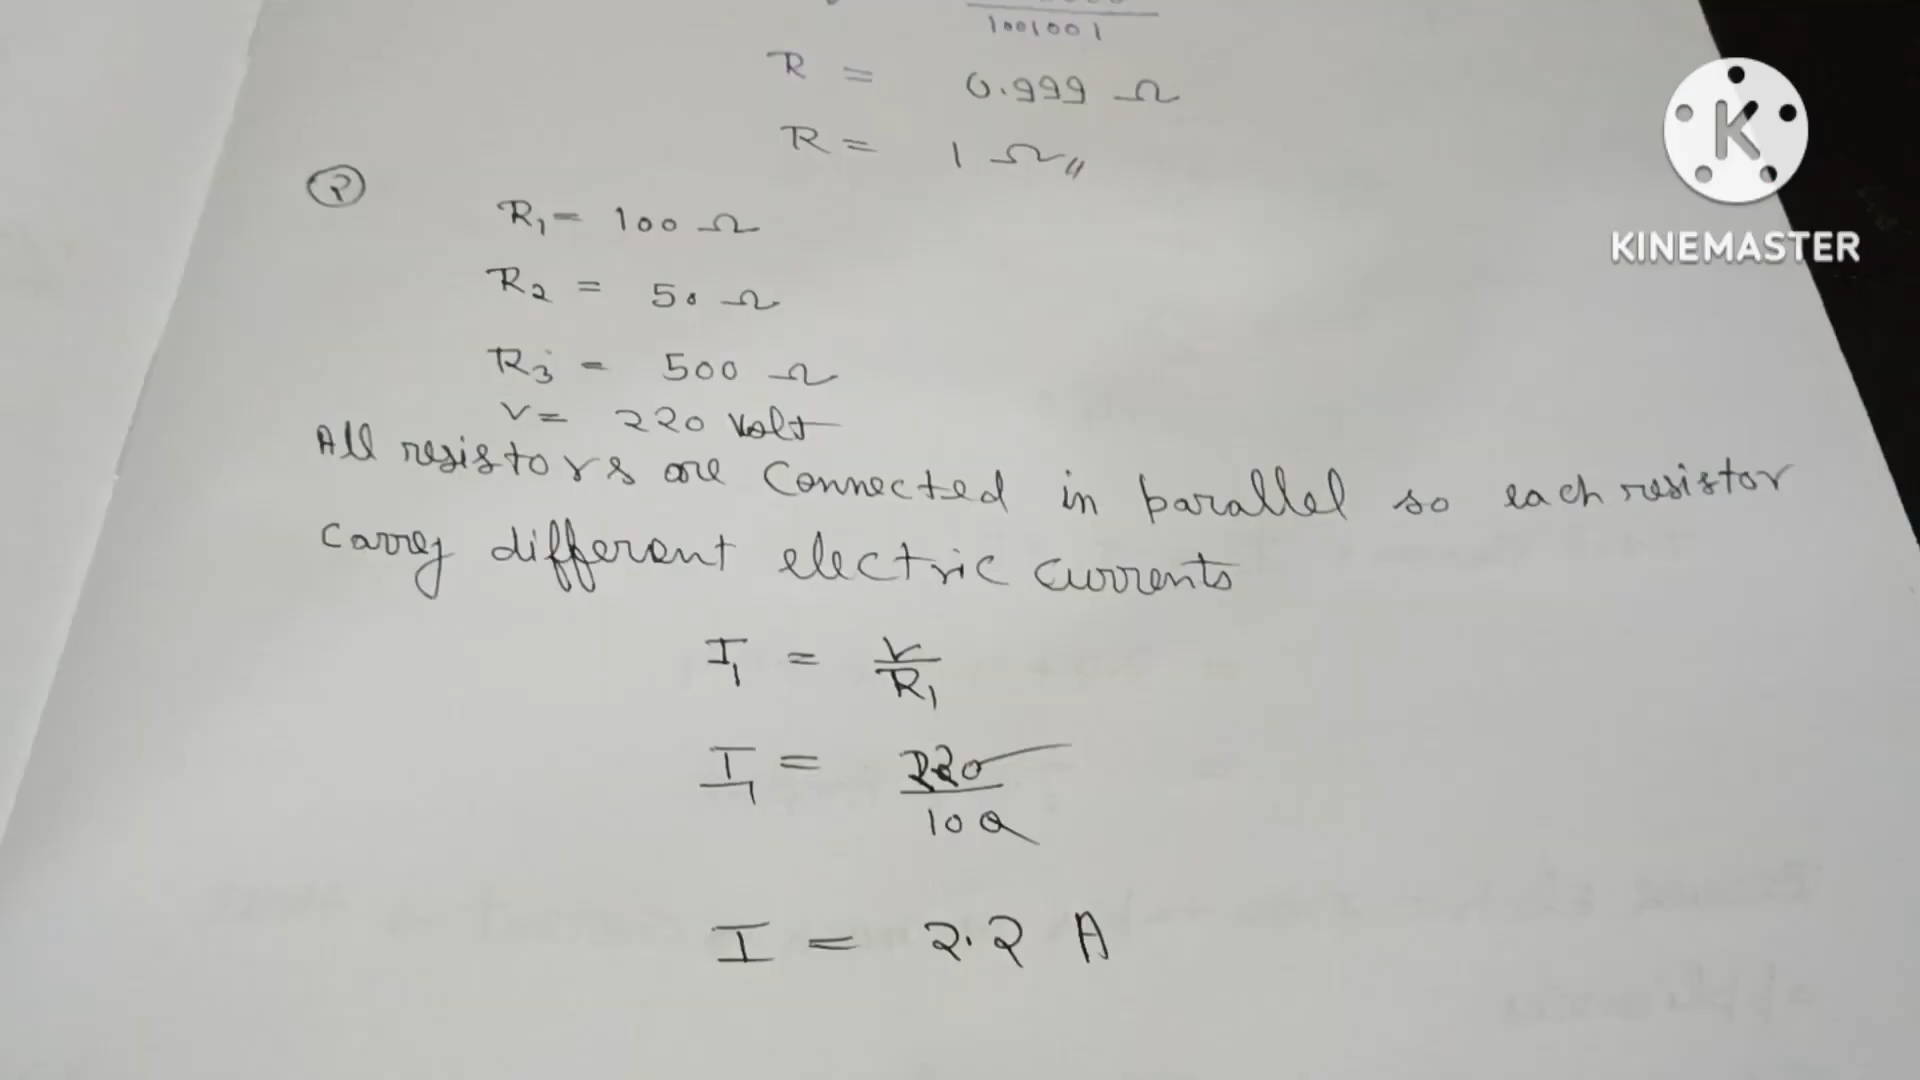 1001001
R = 0.999 Ω
R = 1 Ω
R1 = 100 Ω
R2 = 50 Ω
R3 = 500 Ω
V = 220 Volt
All resistors are Connected in parallel so each resistor
Carrey different electric currents
I1 = V/R1
I1 = 220/100
I = 2.2 A
K
KINEMASTER